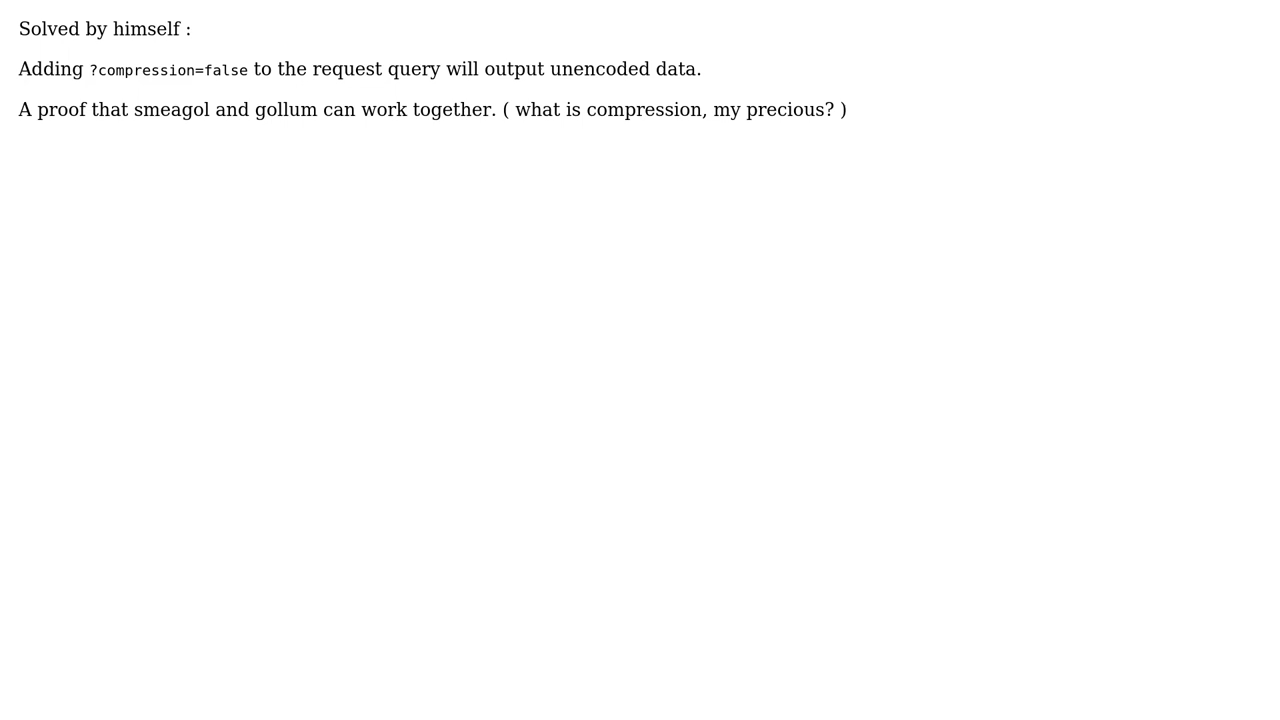 Solved by himself :
Adding ?compression=false to the request query will output unencoded data.
A proof that smeagol and gollum can work together. ( what is compression, my precious? )